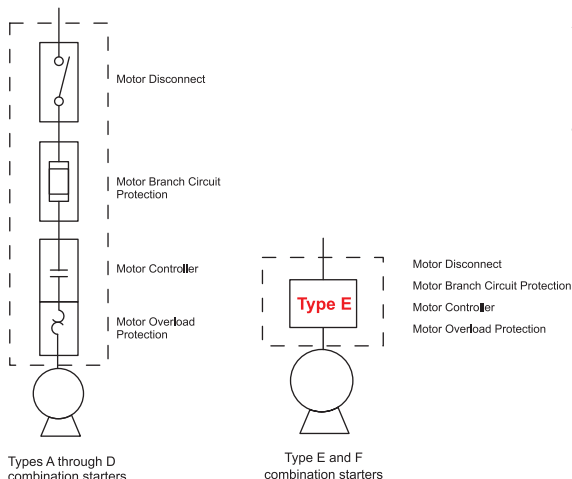 Motor Disconnect
Motor Branch Circuit
Protection
Motor Controller
Motor Overload
Protection
Types A through D
combination starters
Type E
Motor Disconnect
Motor Branch Circuit Protection
Motor Controller
Motor Overload Protection
Type E and F
combination starters